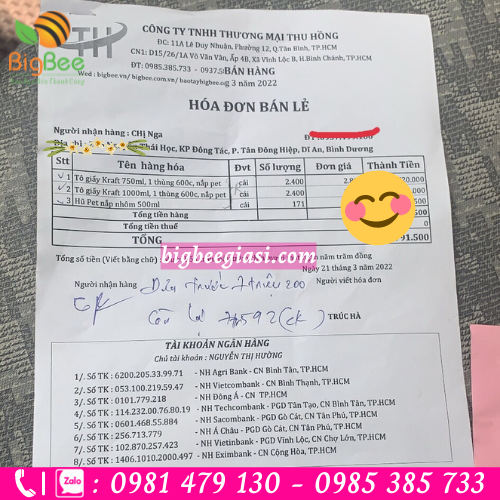 TH
BigBee
CÔNG TY TNHH THƯƠNG MẠI THU HỒNG
ĐC: 11A Lê Duy Nhuận, Phường 12, Q.Tân Bình, TP.HCM
CN1: D15/26/1A Võ Văn Vân, Ấp 4B, Xã Vĩnh Lộc B, H.Bình Chánh, TP.HCM
ĐT: 0985.385.733 - 0937.5
BÁN HÀNG
Wed : bigbee.vn/ bigbee.com.vn/baotaybigbee.co
g 3 năm 2022
HÓA ĐƠN BÁN LẺ
Người nhận hàng : CHị Nga
Thái Học, KP Đông Tác, P. Tân Đông Hiệp, Dĩ An, Bình Dương
Stt Tên hàng hóa Đvt Số lượng Đơn giá Thành Tiền
1 Tô giấy Kraft 750ml, 1 thùng 600c, nắp pet cái 2.400
2 Tô giấy Kraft 1000ml, 1 thùng 600c, nắp pet cái 2.400
3 Hũ Pet nắp nhôm 500ml cái 171
Tổng tiền hàng
Tổng tiền thuế
TỔNG 91.500
bigbeegiasi.com
Tổng số tiền (Viết bằng chữ) năm trăm đồng
Ngày 21 tháng 3 năm 2022
Người nhận hàng Người viết hóa đơn
200
(ck)
TRÚC HÀ
TÀI KHOẢN NGÂN HÀNG
Chủ tài khoản : NGUYỄN THỊ HƯỜNG
1/. Số TK : 6200.205.33.99.71 - NH Agri Bank - CN Bình Tân, TP.HCM
2/. Số TK : 053.100.219.59.47 - NH Vietcombank - CN Bình Thạnh, TP.HCM
3/. Số TK : 0101.779.218 - NH Đông Á - CN TP.HCM
4/. Số TK : 114.232.00.76.80.19 - NH Techcombank - PGD Tân Tạo, CN Bình Tân, TP.HCM
5/. Số TK : 0601.468.55.884 - NH Sacombank - PGD Gò Cát, CN Tân Phú, TP.HCM
6/. Số TK : 256.713.779 - NH Á Châu - PGD Gò Cát, CN Tân Phú, TP.HCM
7/. Số TK : 102.870.257.423 - NH Vietinbank - PGD Vĩnh Lộc, CN Chợ Lớn, TP.HCM
8/. Số TK : 1406.1010.2000.497 - NH Eximbank - CN Cộng Hòa, TP.HCM
Zalo : 0981 479 130 - 0985 385 733